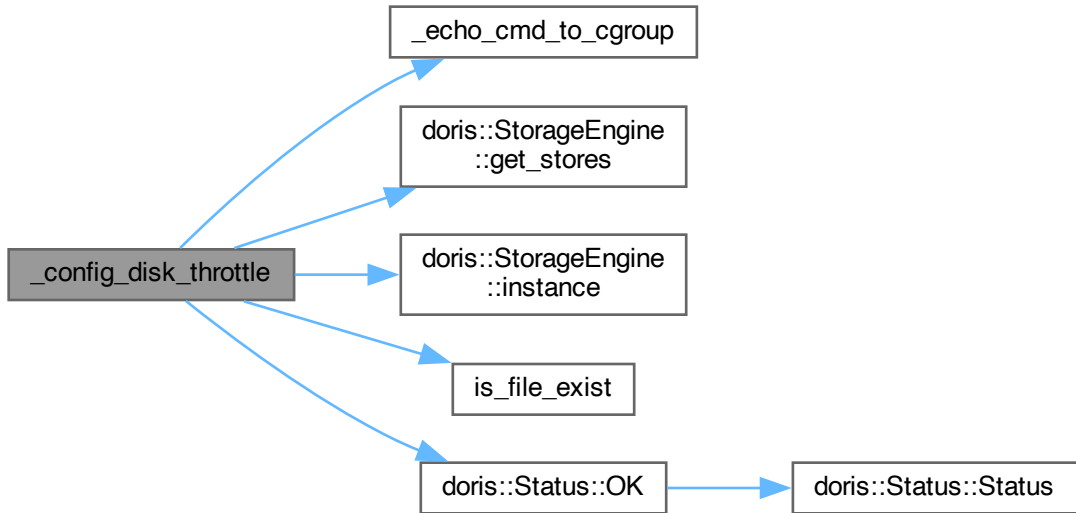 _echo_cmd_to_cgroup
doris::StorageEngine
::get_stores
_config_disk_throttle
doris::StorageEngine
::instance
is_file_exist
doris::Status::OK
doris::Status::Status